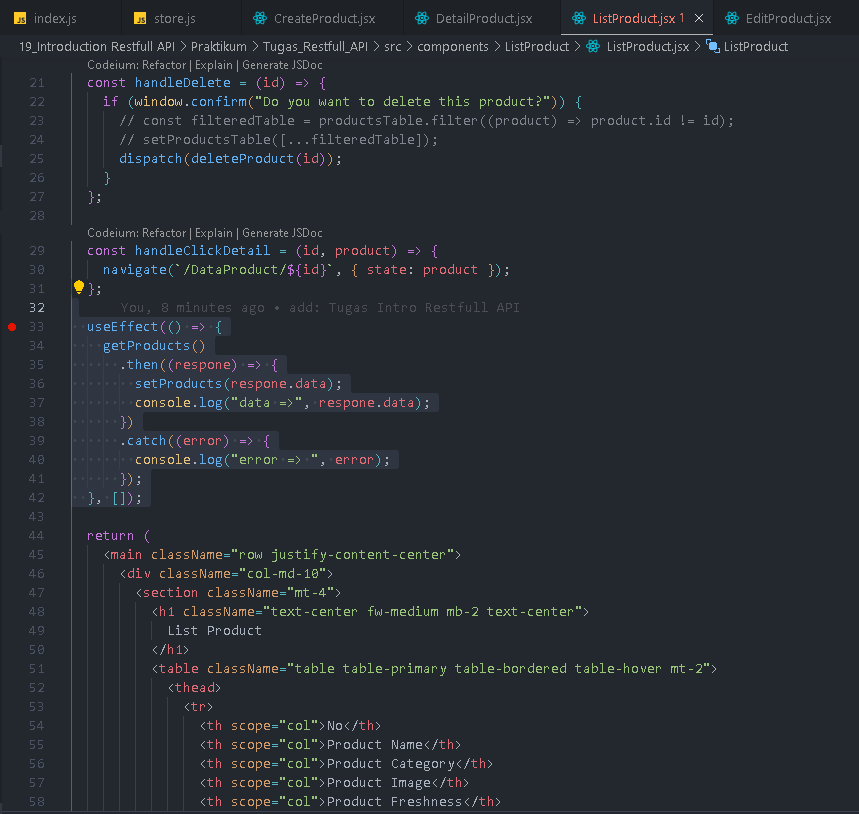 index.js store.js CreateProduct.jsx DetailProduct.jsx ListProduct.jsx 1 × EditProduct.jsx
19_Introduction Restfull API > Praktikum > Tugas_Restfull_API > src > components > ListProduct > ListProduct.jsx > ListProduct
Codeium: Refactor | Explain | Generate JSDoc
21 const handleDelete = (id) => {
22 if (window.confirm("Do you want to delete this product?")) {
23 // const filteredTable = productsTable.filter((product) => product.id != id);
24 // setProductsTable([...filteredTable]);
25 dispatch(deleteProduct(id));
26 }
27 };
28
Codeium: Refactor | Explain | Generate JSDoc
29 const handleClickDetail = (id, product) => {
30 navigate(`/DataProduct/${id}`, { state: product });
31 };
32 You, 8 minutes ago • add: Tugas Intro Restfull API
33 useEffect(() => {
34 getProducts()
35 .then((respone) => {
36 setProducts(respone.data);
37 console.log("data =>", respone.data);
38 })
39 .catch((error) => {
40 console.log("error => ", error);
41 });
42 }, []);
43
44 return (
45 <main className="row justify-content-center">
46 <div className="col-md-10">
47 <section className="mt-4">
48 <h1 className="text-center fw-medium mb-2 text-center">
49 List Product
50 </h1>
51 <table className="table table-primary table-bordered table-hover mt-2">
52 <thead>
53 <tr>
54 <th scope="col">No</th>
55 <th scope="col">Product Name</th>
56 <th scope="col">Product Category</th>
57 <th scope="col">Product Image</th>
58 <th scope="col">Product Freshness</th>